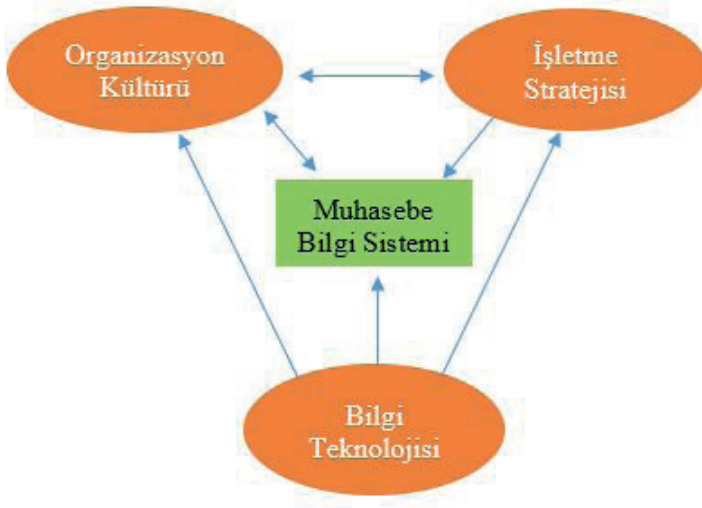 Organizasyon
Kültürü
İşletme
Stratejisi
Muhasebe
Bilgi Sistemi
Bilgi
Teknolojisi